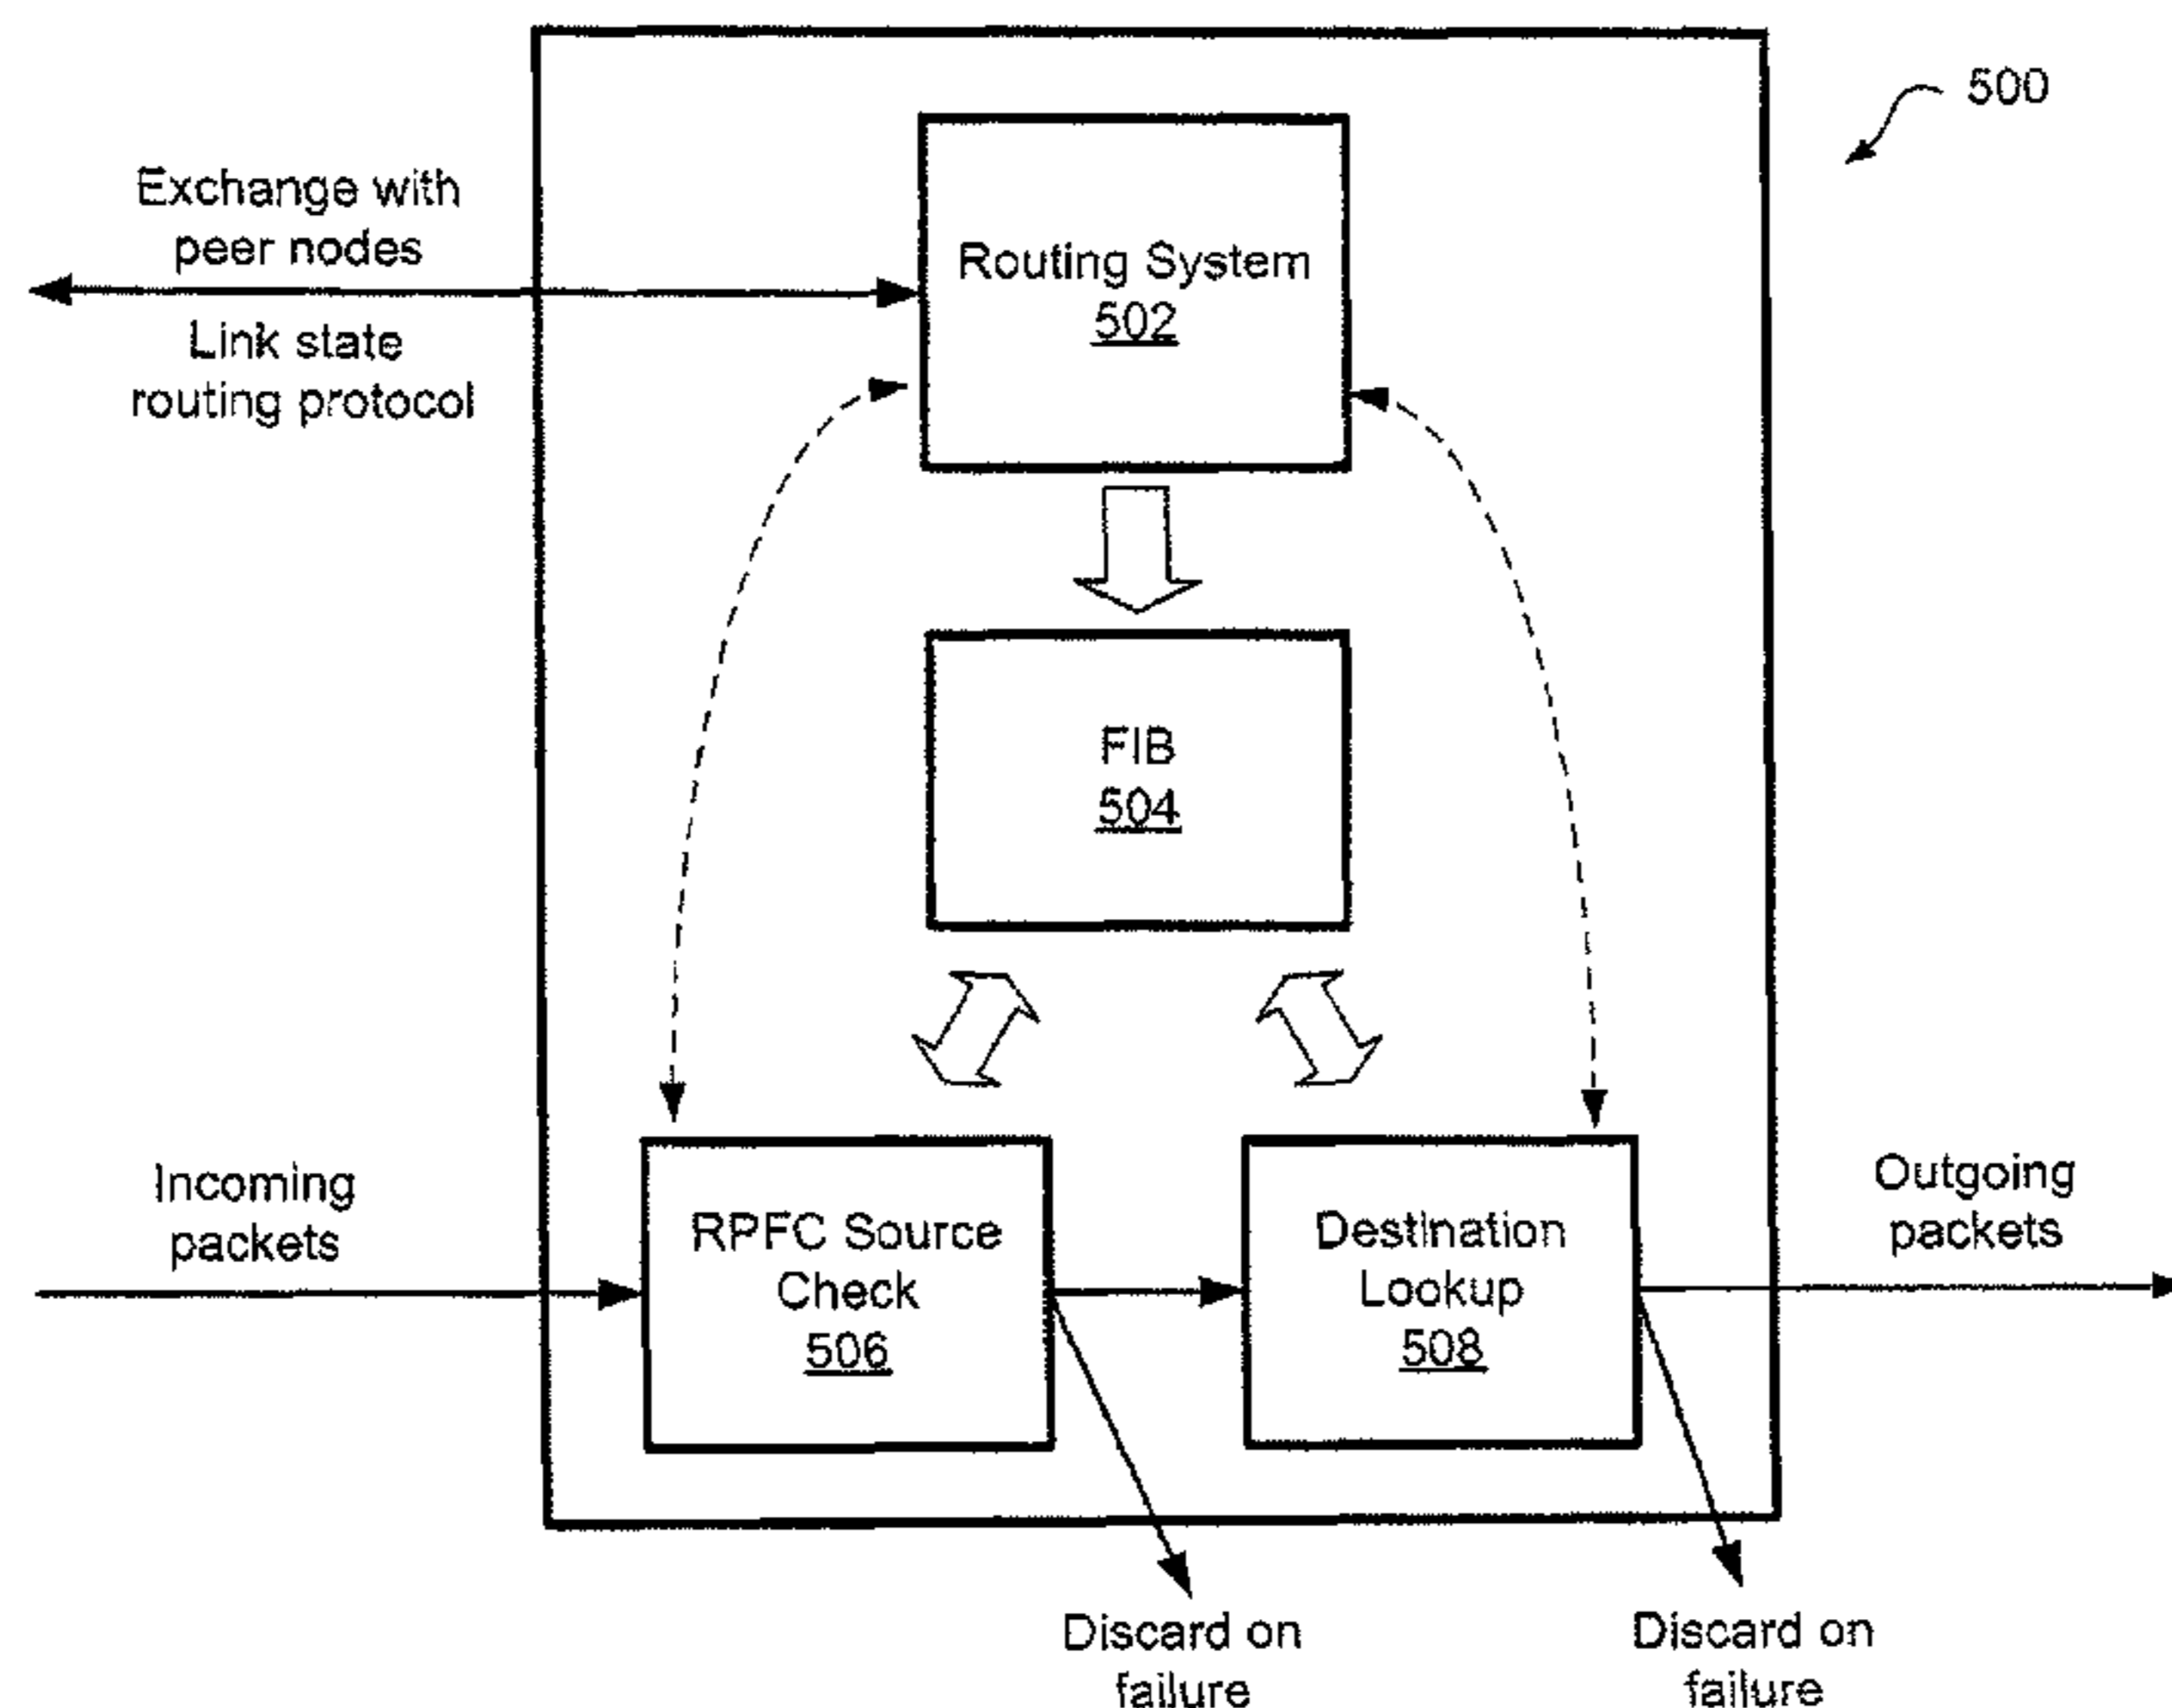 500
Exchange with
peer nodes
Link state
routing protocol
Routing System
502
FIB
504
Incoming
packets
RPFC Source
Check
506
Destination
Lookup
508
Outgoing
packets
Discard on
failure
Discard on
failure